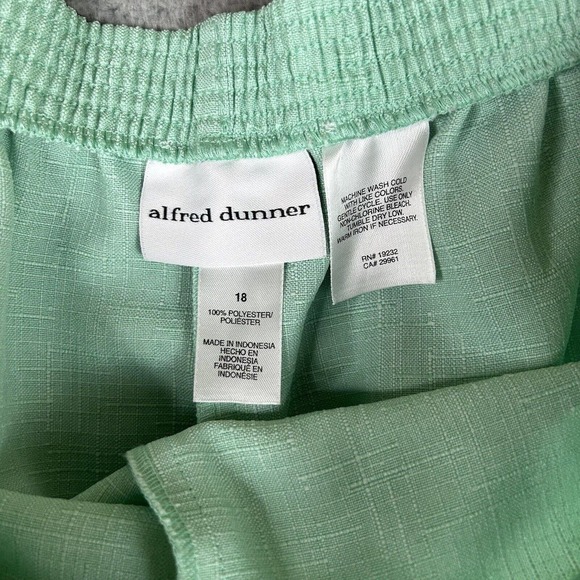 alfred dunner
18
100% POLYESTER/
POLIÉSTER
MADE IN INDONESIA
HECHO EN
INDONESIA
FABRIQUÉ EN
INDONÉSIE
MACHINE WASH COLD
WITH LIKE COLORS.
GENTLE CYCLE. USE ONLY
NON-CHLORINE BLEACH.
TUMBLE DRY LOW.
WARM IRON IF NECESSARY.
RN# 19232
CA# 29961